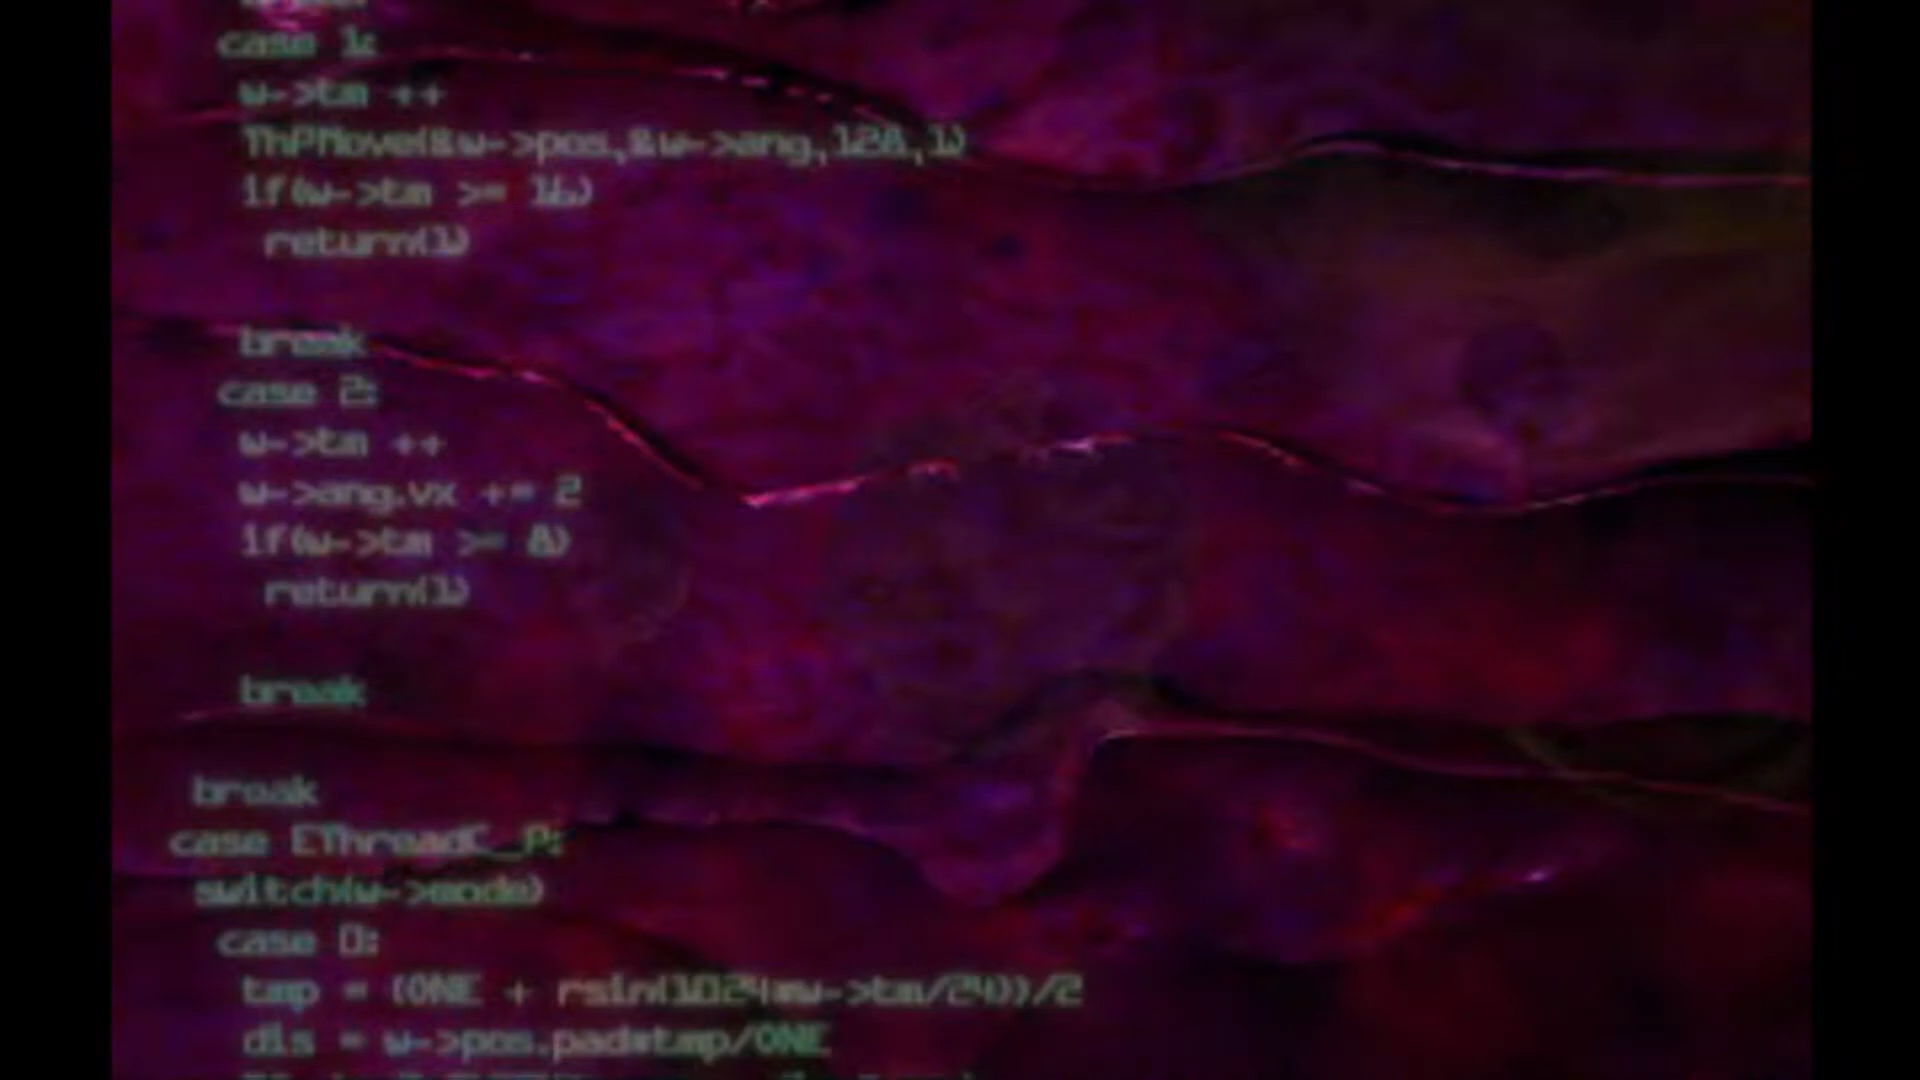 case 1:
w->tm ++
ThPMove(&w->pos,&w->ang,128,1)
if(w->tm >= 16)
return(1)
break
case 2:
w->tm ++
w->ang.vx += 2
if(w->tm >= 8)
return(1)
break
break
case EThreadC_P:
switch(w->mode)
case 0:
tmp = (ONE + rsin(1024*w->tm/24))/2
dis = w->pos.pad*tmp/ONE